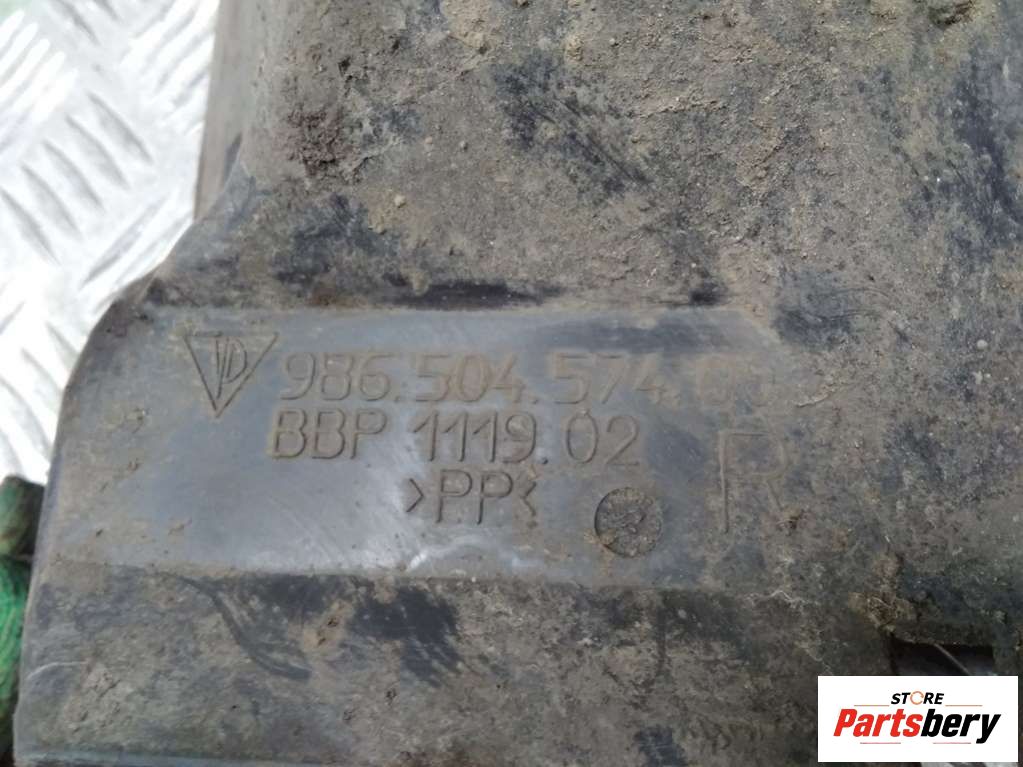 986.504.574.
BBP 1119.02
>PP<
R
STORE
Partsbery